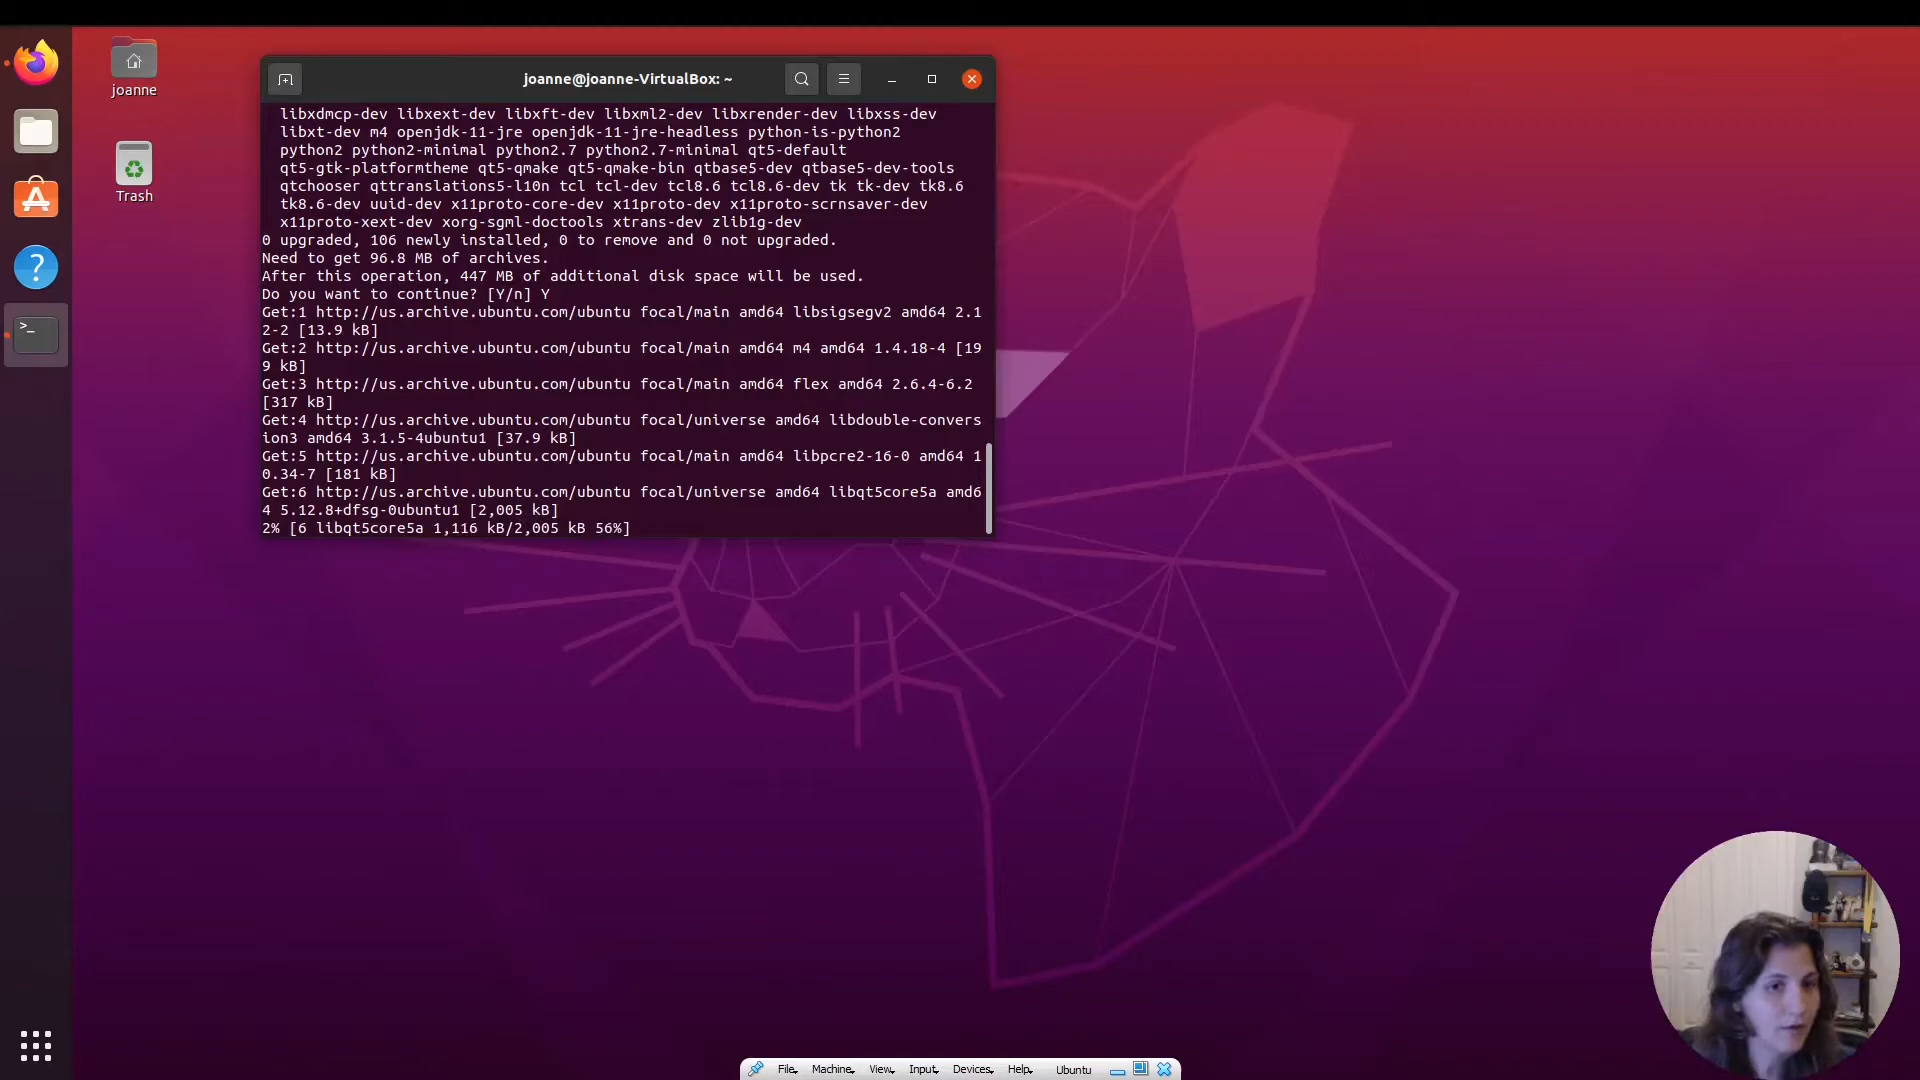 joanne
Trash
joanne@joanne-VirtualBox: ~
libxdmcp-dev libxext-dev libxft-dev libxml2-dev libxrender-dev libxss-dev
libxt-dev m4 openjdk-11-jre openjdk-11-jre-headless python-is-python2
python2 python2-minimal python2.7 python2.7-minimal qt5-default
qt5-gtk-platformtheme qt5-qmake qt5-qmake-bin qtbase5-dev qtbase5-dev-tools
qtchooser qttranslations5-l10n tcl tcl-dev tcl8.6 tcl8.6-dev tk tk-dev tk8.6
tk8.6-dev uuid-dev x11proto-core-dev x11proto-dev x11proto-scrnsaver-dev
x11proto-xext-dev xorg-sgml-doctools xtrans-dev zlib1g-dev
0 upgraded, 106 newly installed, 0 to remove and 0 not upgraded.
Need to get 96.8 MB of archives.
After this operation, 447 MB of additional disk space will be used.
Do you want to continue? [Y/n] Y
Get:1 http://us.archive.ubuntu.com/ubuntu focal/main amd64 libsigsegv2 amd64 2.1
2-2 [13.9 kB]
Get:2 http://us.archive.ubuntu.com/ubuntu focal/main amd64 m4 amd64 1.4.18-4 [19
9 kB]
Get:3 http://us.archive.ubuntu.com/ubuntu focal/main amd64 flex amd64 2.6.4-6.2
[317 kB]
Get:4 http://us.archive.ubuntu.com/ubuntu focal/universe amd64 libdouble-convers
ion3 amd64 3.1.5-4ubuntu1 [37.9 kB]
Get:5 http://us.archive.ubuntu.com/ubuntu focal/main amd64 libpcre2-16-0 amd64 1
0.34-7 [181 kB]
Get:6 http://us.archive.ubuntu.com/ubuntu focal/universe amd64 libqt5core5a amd6
4 5.12.8+dfsg-0ubuntu1 [2,005 kB]
2% [6 libqt5core5a 1,116 kB/2,005 kB 56%]
File Machine View Input Devices Help Ubuntu